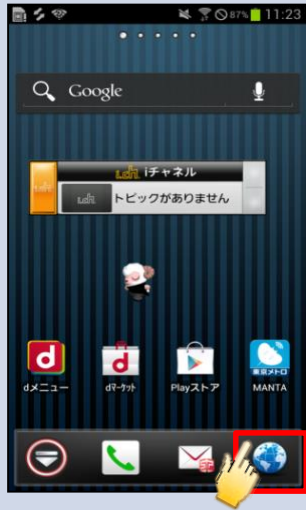 87% 11:23
Google
iチャネル
トピックがありません
dメニュー
dマーケット
Playストア
東京メトロ
MANTA